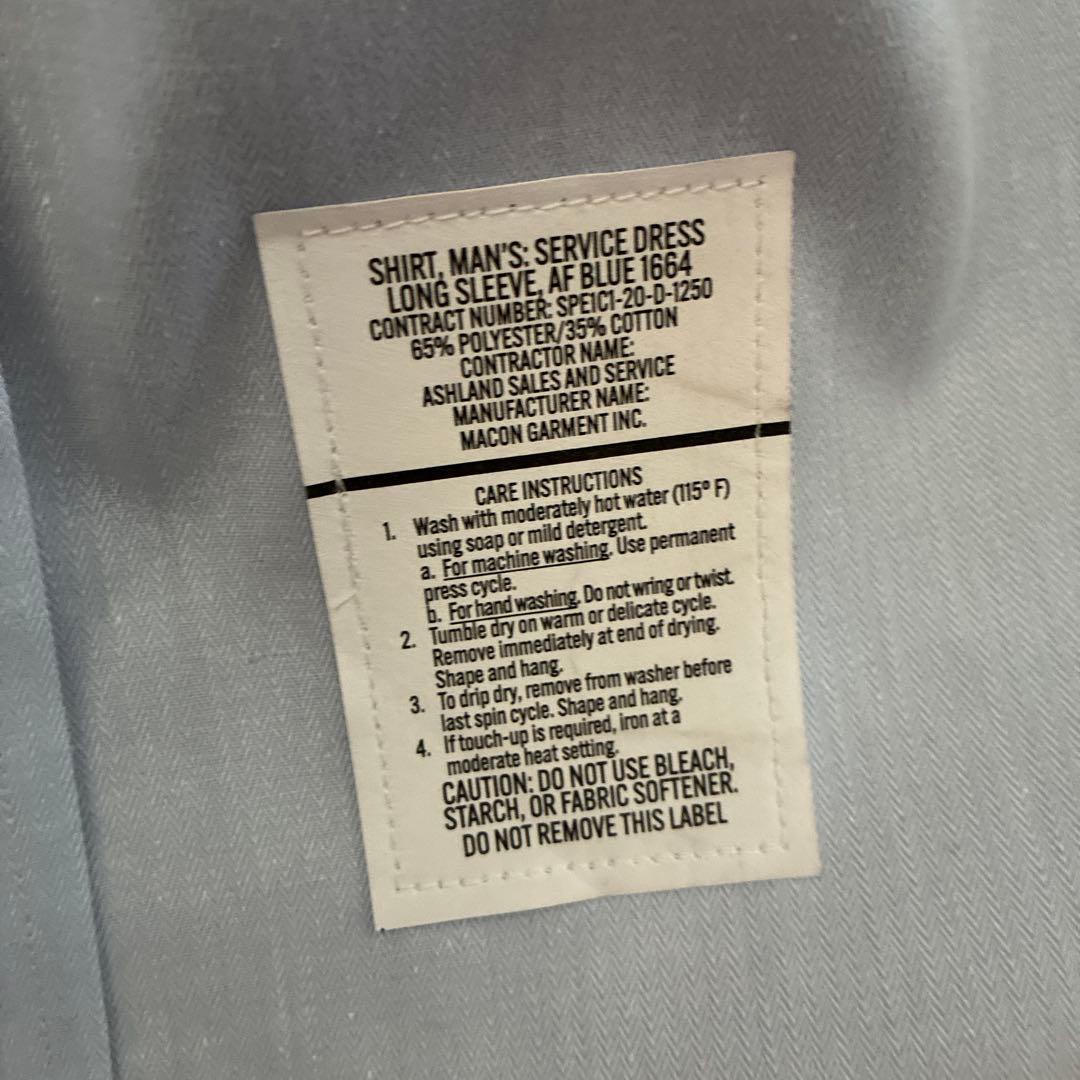 SHIRT, MAN'S: SERVICE DRESS
LONG SLEEVE, AF BLUE 1664
CONTRACT NUMBER: SPE1C1-20-D-1250
65% POLYESTER/35% COTTON
CONTRACTOR NAME:
ASHLAND SALES AND SERVICE
MANUFACTURER NAME:
MACON GARMENT INC.
CARE INSTRUCTIONS
1. Wash with moderately hot water (115° F)
using soap or mild detergent.
a. For machine washing. Use permanent
press cycle.
b. For hand washing. Do not wring or twist.
2. Tumble dry on warm or delicate cycle.
Remove immediately at end of drying.
Shape and hang.
3. To drip dry, remove from washer before
last spin cycle. Shape and hang.
4. If touch-up is required, iron at a
moderate heat setting.
CAUTION: DO NOT USE BLEACH,
STARCH, OR FABRIC SOFTENER.
DO NOT REMOVE THIS LABEL